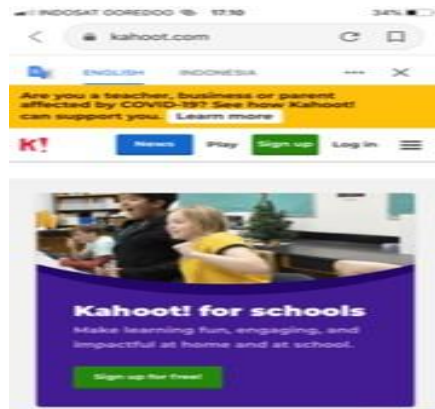 INDOSAT OOREDOO 17.10 34%
kahoot.com
ENGLISH INDONESIA
Are you a teacher, business or parent
affected by COVID-19? See how Kahoot!
can support you. Learn more
K! News Play Sign up Log in
Kahoot! for schools
Make learning fun, engaging, and
impactful at home and at school.
Sign up for free!